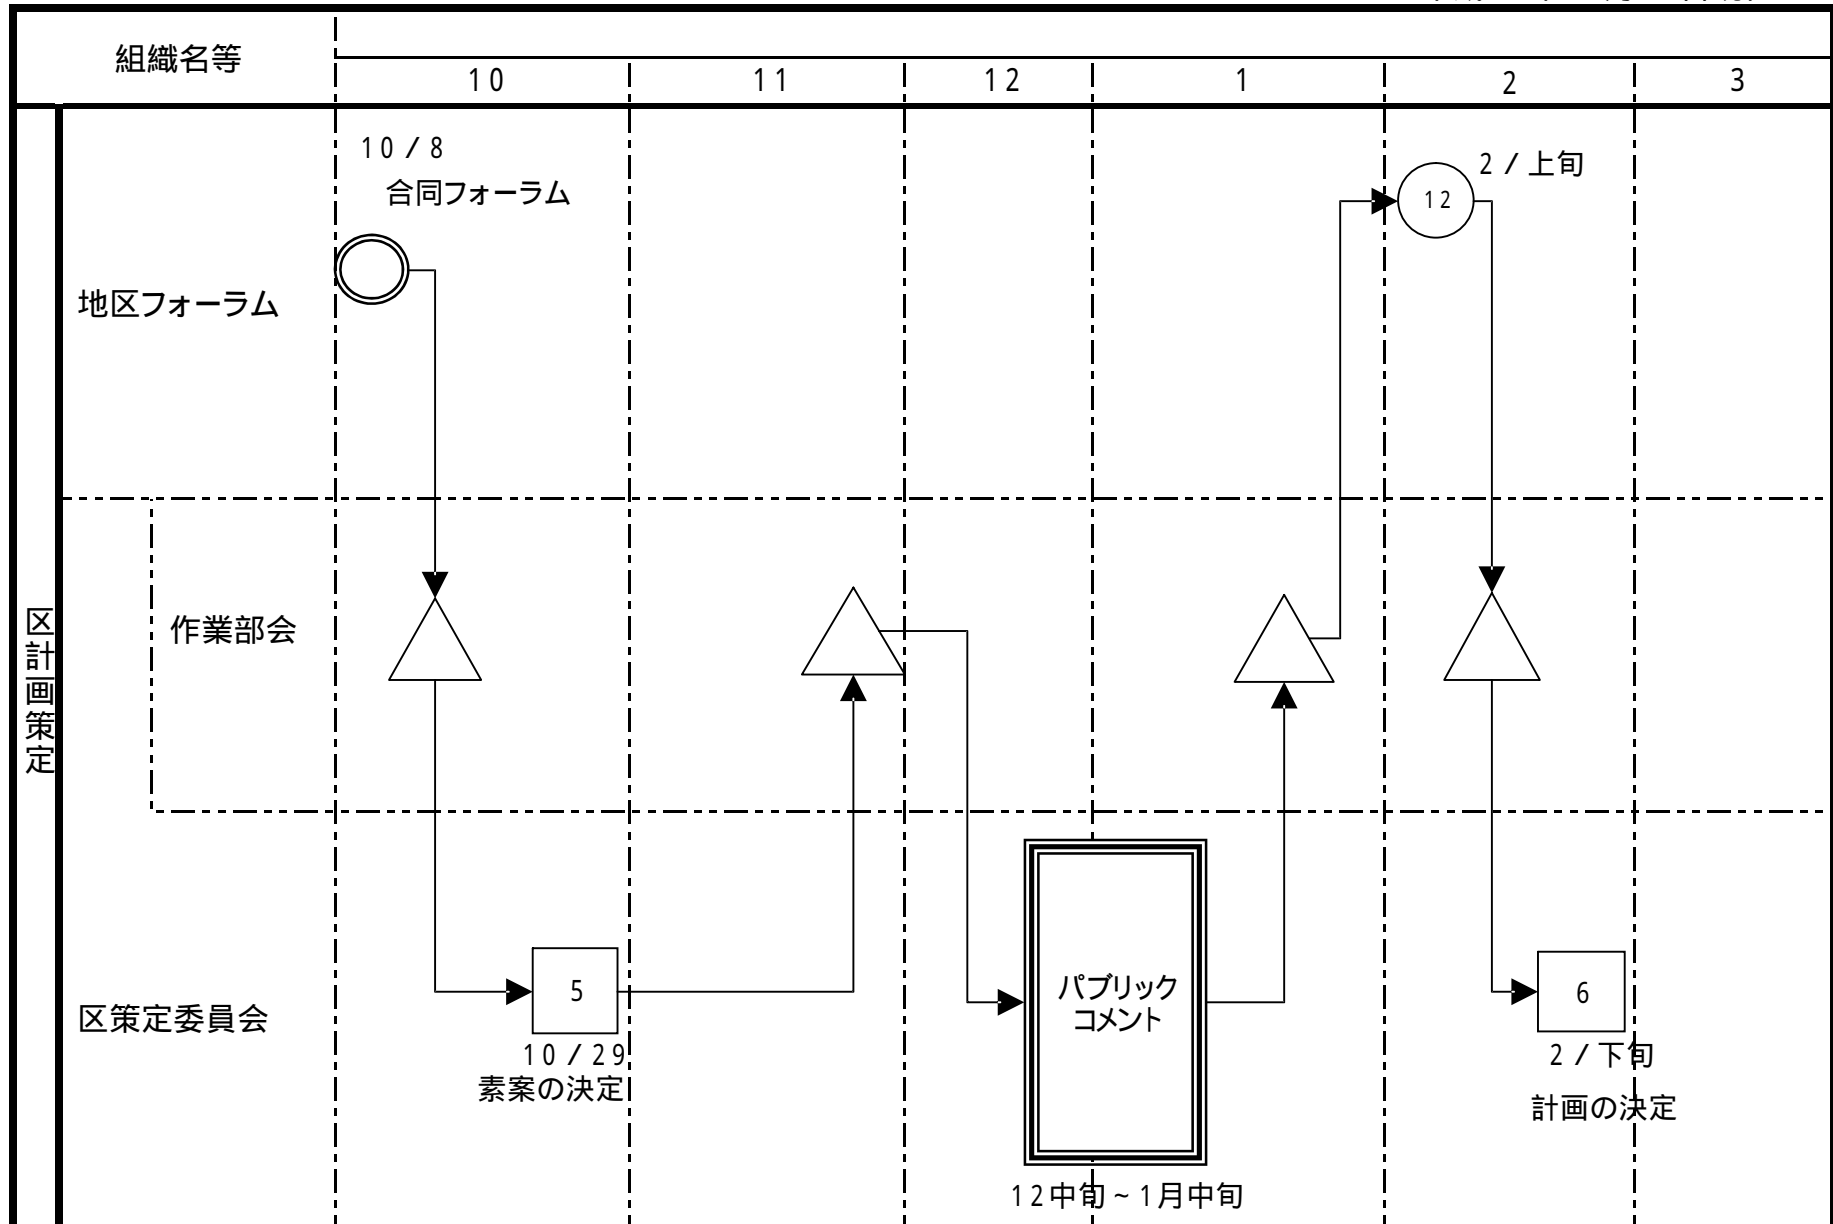 組織名等
10 11 12 1 2 3
10/8
合同フォーラム
2/上旬
12
地区フォーラム
区計画策定
作業部会
5
パブリック
コメント
6
区策定委員会
10/29
素案の決定
2/下旬
計画の決定
12中旬~1月中旬